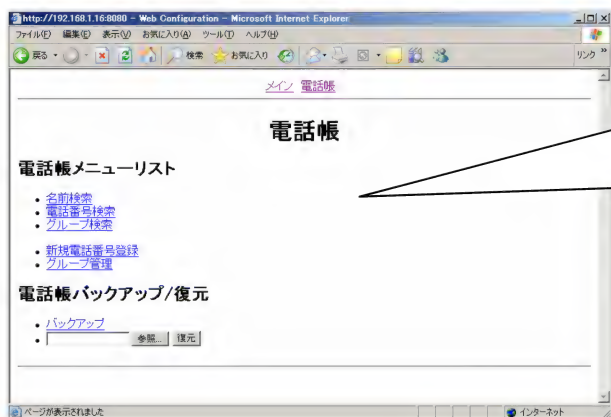 http://192.168.1.16:8080 - Web Configuration - Microsoft Internet Explorer
ファイル(F) 編集(E) 表示(V) お気に入り(A) ツール(T) ヘルプ(H)
戻る 検索 お気に入り リンク »
メイン 電話帳
電話帳
電話帳メニューリスト
• 名前検索
• 電話番号検索
• グループ検索
• 新規電話番号登録
• グループ管理
電話帳バックアップ/復元
• バックアップ
• 参照... 復元
ページが表示されました インターネット